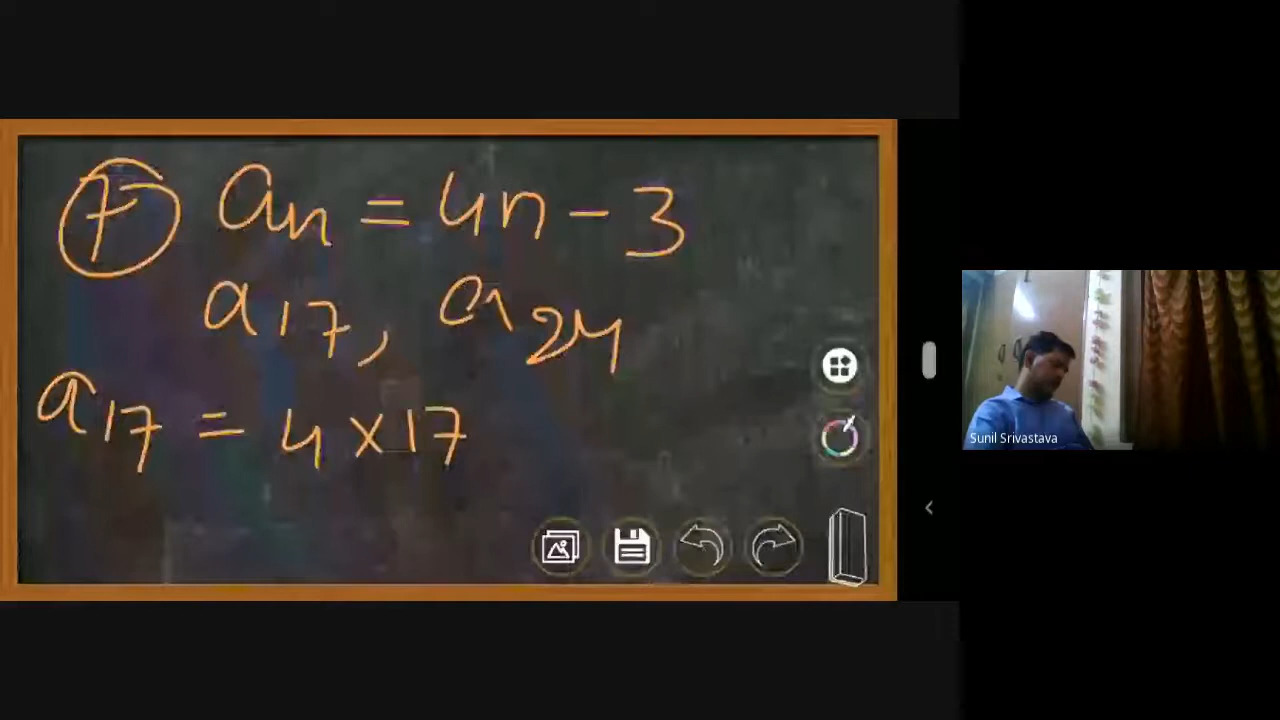 7 an = 4n - 3
a17, a24
a17 = 4 × 17
Sunil Srivastava